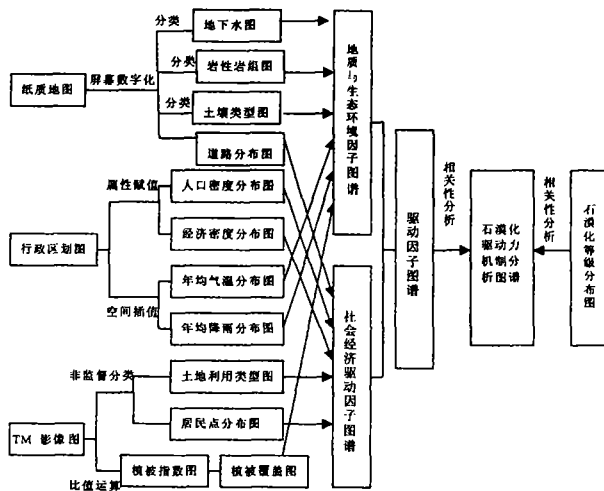 分类
地下水图
分类
岩性岩组图
纸质地图
屏幕数字化
分类
土壤类型图
道路分布图
地质与生态环境因子图谱
属性赋值
人口密度分布图
经济密度分布图
行政区划图
年均气温分布图
空间插值
年均降雨分布图
非监督分类
土地利用类型图
居民点分布图
TM 影像图
比值运算
植被指数图
植被覆盖图
社会经济驱动因子图谱
驱动因子图谱
相关性分析
石漠化
驱动力
机制分
析图谱
相关性分析
石漠化等级分布图